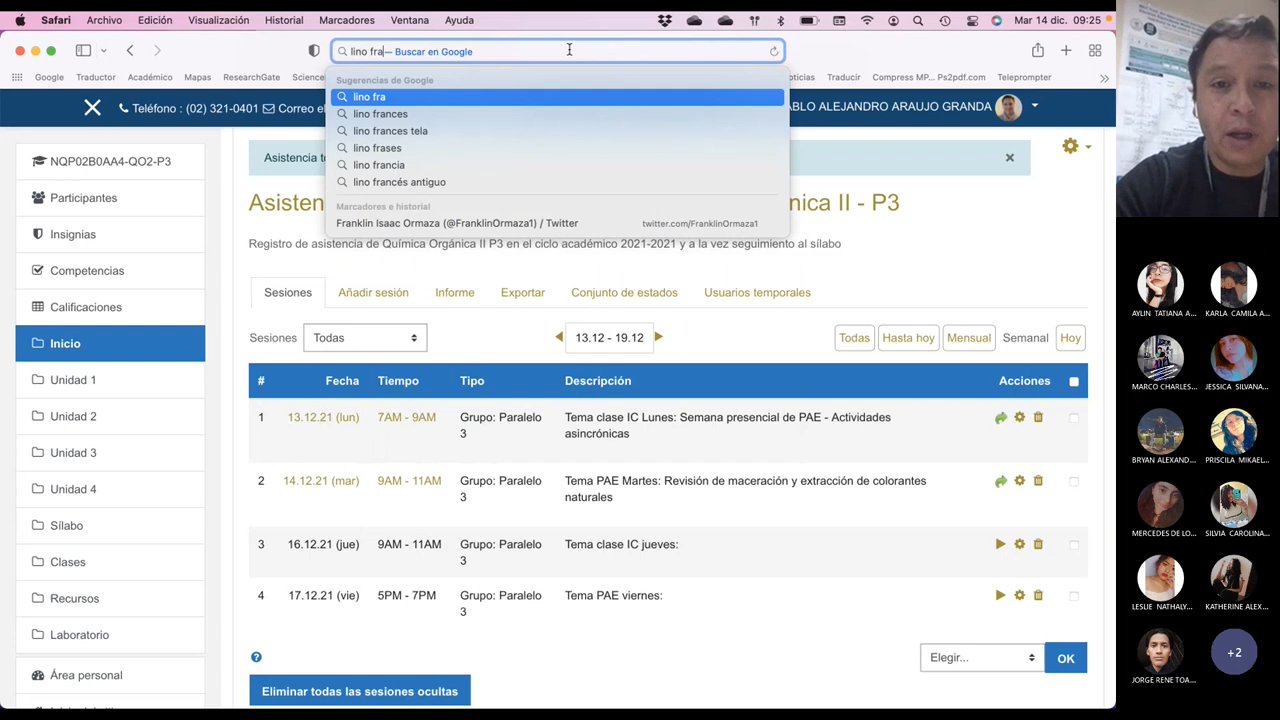 Safari Archivo Edición Visualización Historial Marcadores Ventana Ayuda Mar 14 dic. 09:25
lino fra — Buscar en Google
Google Traductor Académico Mapas ResearchGate Science
oticias Traducir Compress MP... Ps2pdf.com Teleprompter
Sugerencias de Google
lino fra
lino frances
lino frances tela
lino frases
lino francia
lino francés antiguo
Marcadores e historial
Franklin Isaac Ormaza (@FranklinOrmaza1) / Twitter twitter.com/FranklinOrmaza1
Teléfono : (02) 321-0401 Correo el
ABLO ALEJANDRO ARAUJO GRANDA
NQP02B0AA4-QO2-P3
Participantes
Insignias
Competencias
Calificaciones
Inicio
Unidad 1
Unidad 2
Unidad 3
Unidad 4
Sílabo
Clases
Recursos
Laboratorio
Área personal
Asistencia t
Asisten
nica II - P3
Registro de asistencia de Química Orgánica II P3 en el ciclo académico 2021-2021 y a la vez seguimiento al sílabo
Sesiones Añadir sesión Informe Exportar Conjunto de estados Usuarios temporales
Sesiones Todas 13.12 - 19.12 Todas Hasta hoy Mensual Semanal Hoy
# Fecha Tiempo Tipo Descripción Acciones
1 13.12.21 (lun) 7AM - 9AM Grupo: Paralelo 3 Tema clase IC Lunes: Semana presencial de PAE - Actividades asincrónicas
2 14.12.21 (mar) 9AM - 11AM Grupo: Paralelo 3 Tema PAE Martes: Revisión de maceración y extracción de colorantes naturales
3 16.12.21 (jue) 9AM - 11AM Grupo: Paralelo 3 Tema clase IC jueves:
4 17.12.21 (vie) 5PM - 7PM Grupo: Paralelo 3 Tema PAE viernes:
Elegir... OK
Eliminar todas las sesiones ocultas
AYLIN TATIANA A...
KARLA CAMILA A...
MARCO CHARLES...
JESSICA SILVANA...
BRYAN ALEXAND...
PRISCILA MIKAEL...
MERCEDES DE LO...
SILVIA CAROLINA...
LESLIE NATHALY...
KATHERINE ALEX...
JORGE RENE TOA...
+2